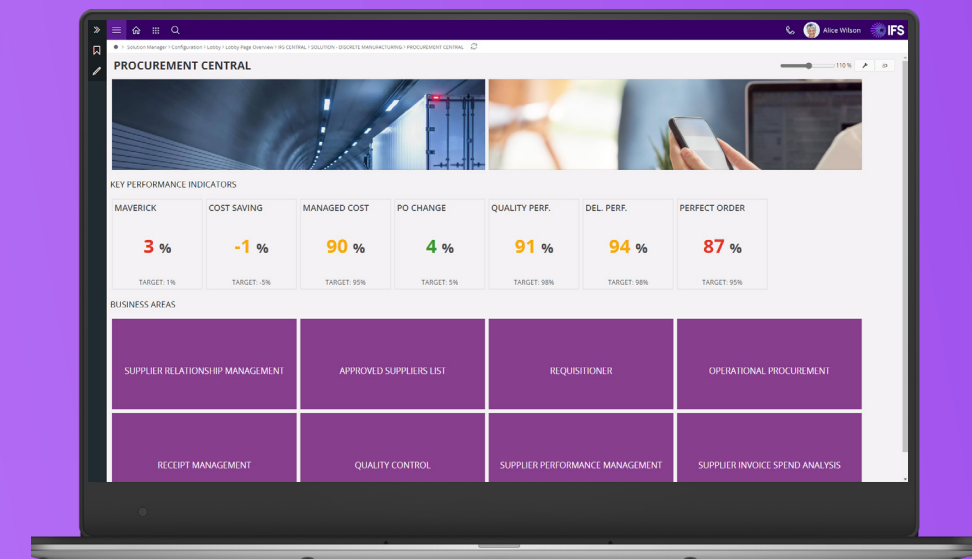 Alice Wilson
IFS
Solution Manager > Configuration > Lobby > Lobby Page Overview > IFS CENTRAL > SOLUTION - DISCRETE MANUFACTURING > PROCUREMENT CENTRAL
PROCUREMENT CENTRAL
110 %
KEY PERFORMANCE INDICATORS
MAVERICK
3 %
TARGET: 1%
COST SAVING
-1 %
TARGET: -5%
MANAGED COST
90 %
TARGET: 95%
PO CHANGE
4 %
TARGET: 5%
QUALITY PERF.
91 %
TARGET: 98%
DEL. PERF.
94 %
TARGET: 98%
PERFECT ORDER
87 %
TARGET: 95%
BUSINESS AREAS
SUPPLIER RELATIONSHIP MANAGEMENT
APPROVED SUPPLIERS LIST
REQUISITIONER
OPERATIONAL PROCUREMENT
RECEIPT MANAGEMENT
QUALITY CONTROL
SUPPLIER PERFORMANCE MANAGEMENT
SUPPLIER INVOICE SPEND ANALYSIS